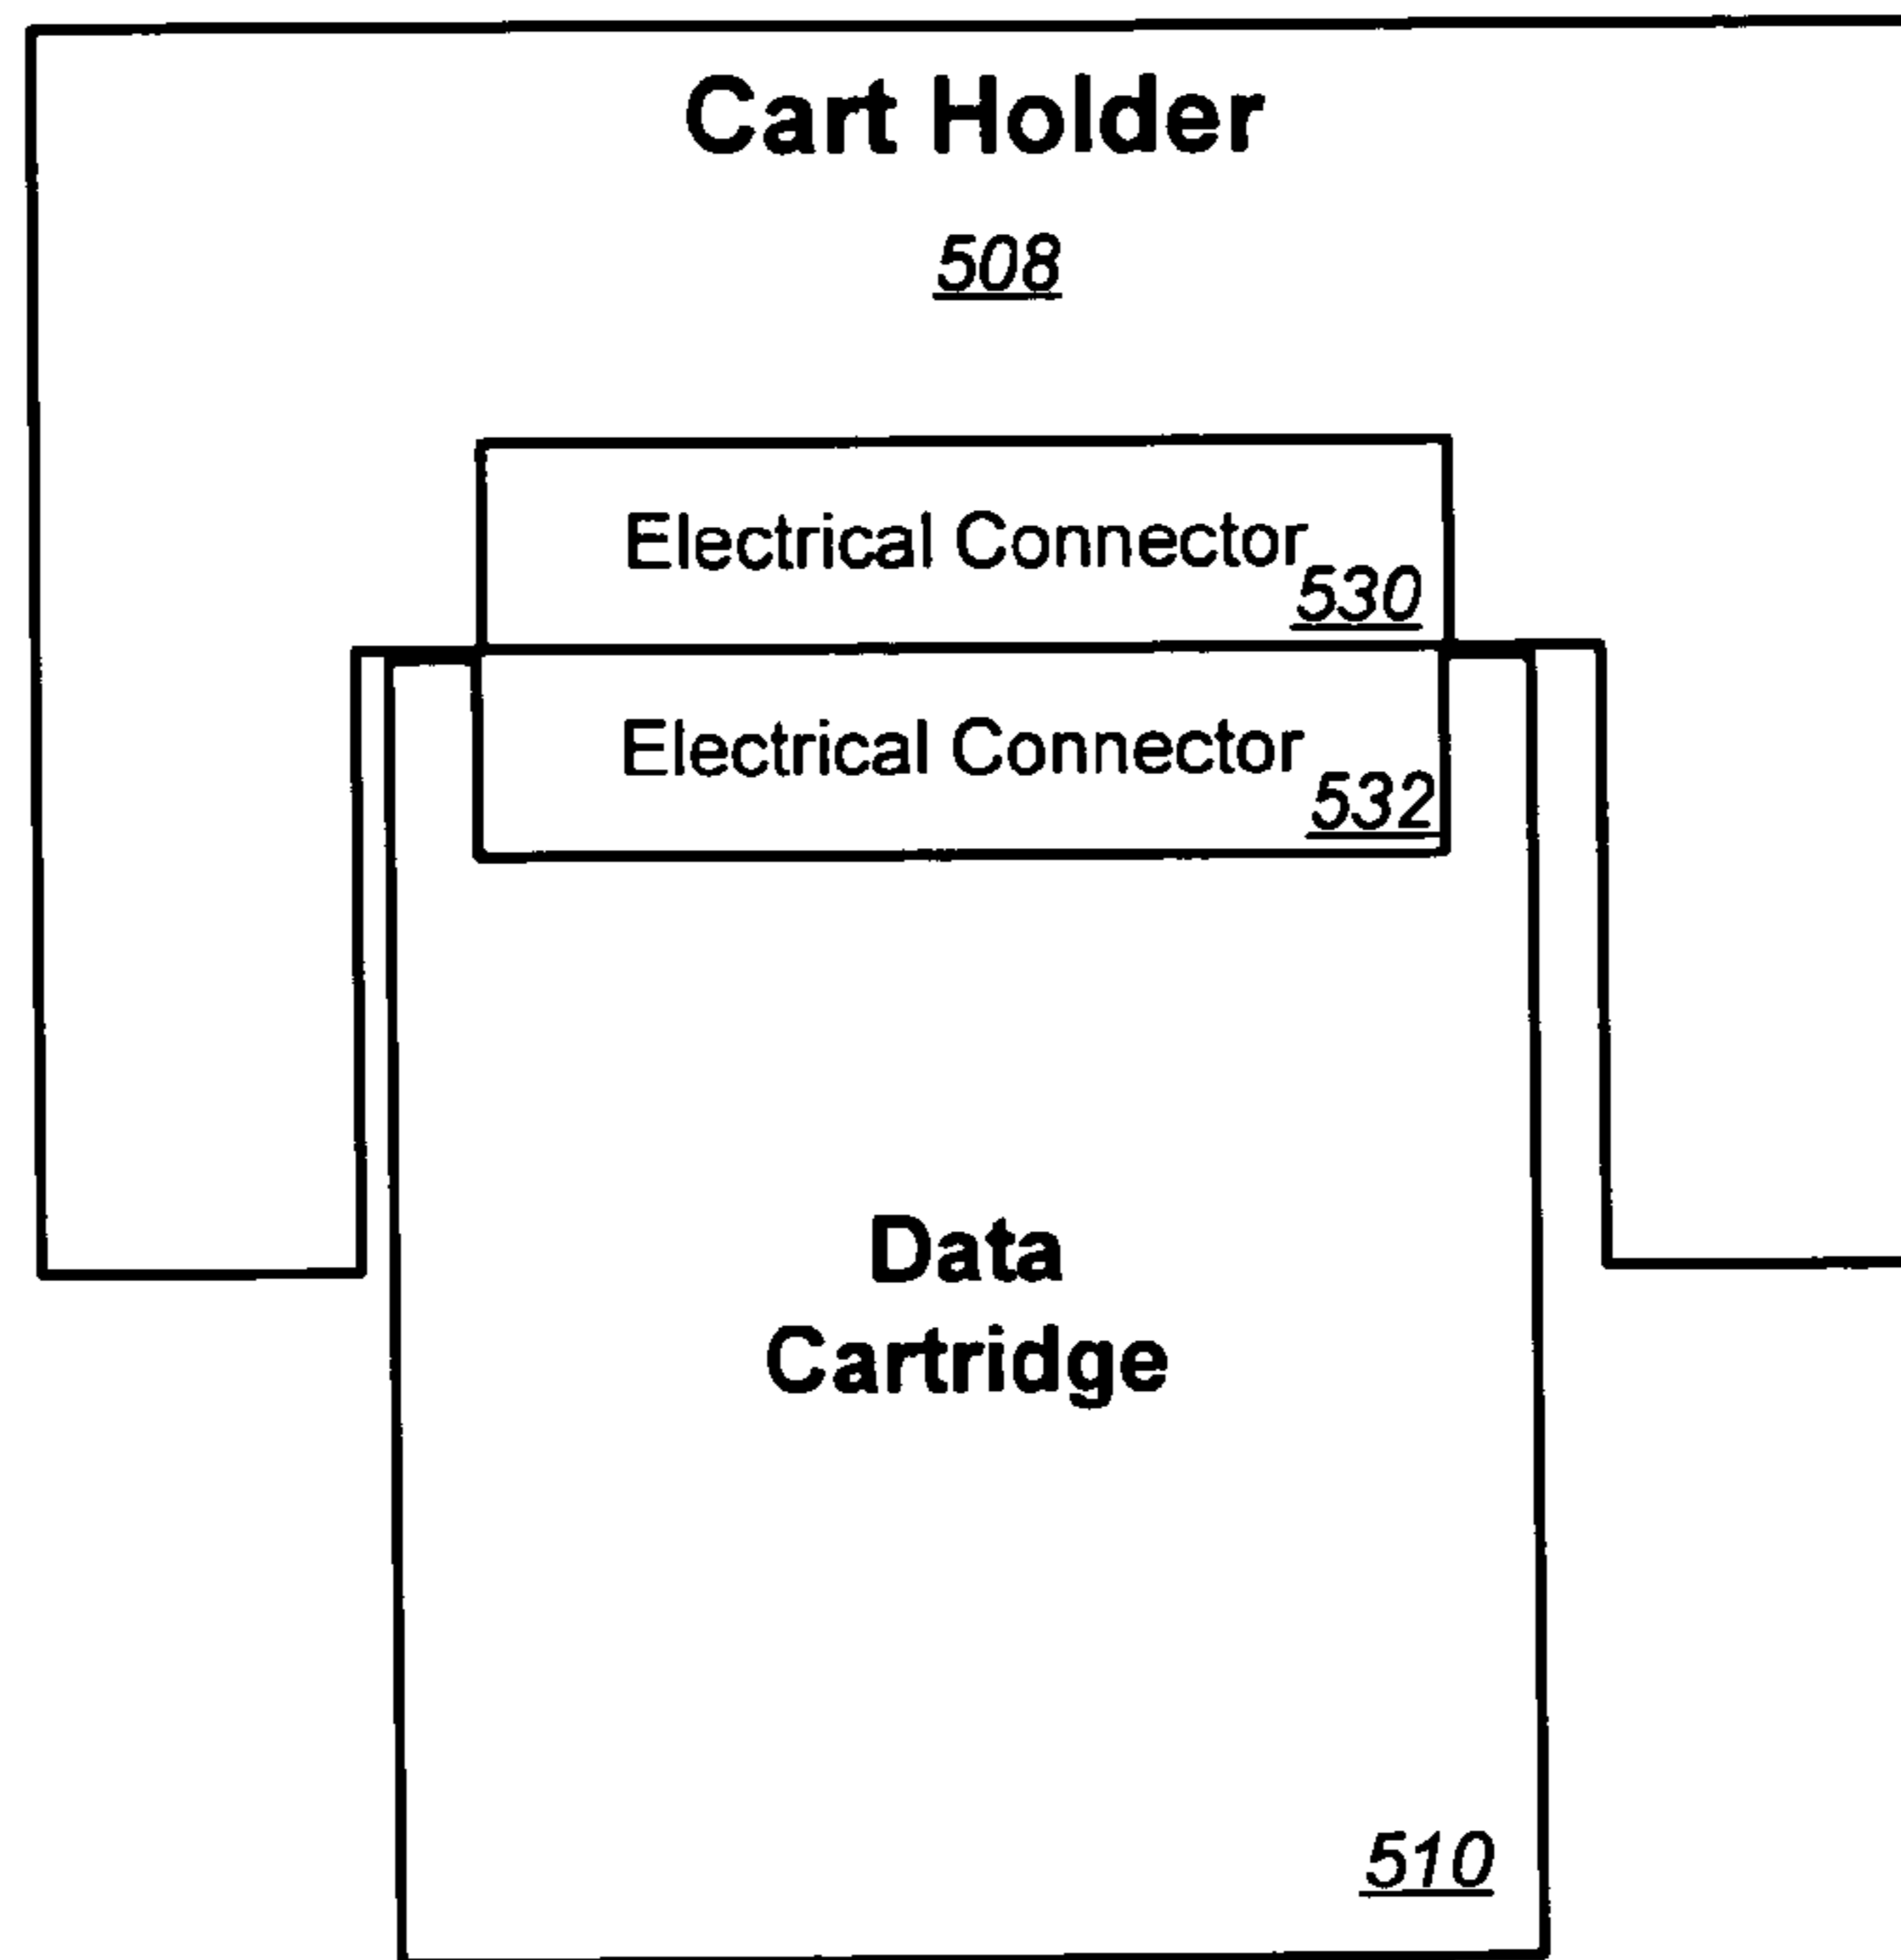 Cart Holder
508
Electrical Connector
530
Electrical Connector
532
Data
Cartridge
510